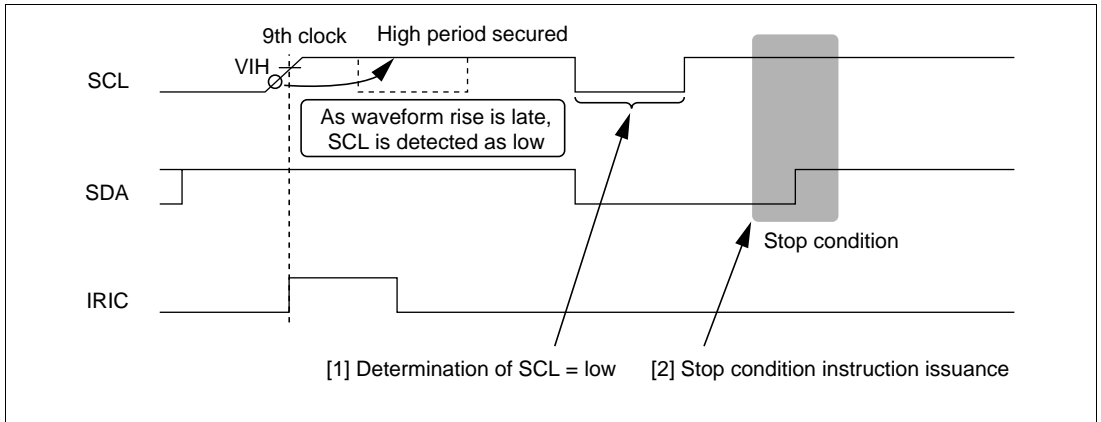 9th clock
High period secured
VIH
SCL
As waveform rise is late,
SCL is detected as low
SDA
Stop condition
IRIC
[1] Determination of SCL = low
[2] Stop condition instruction issuance